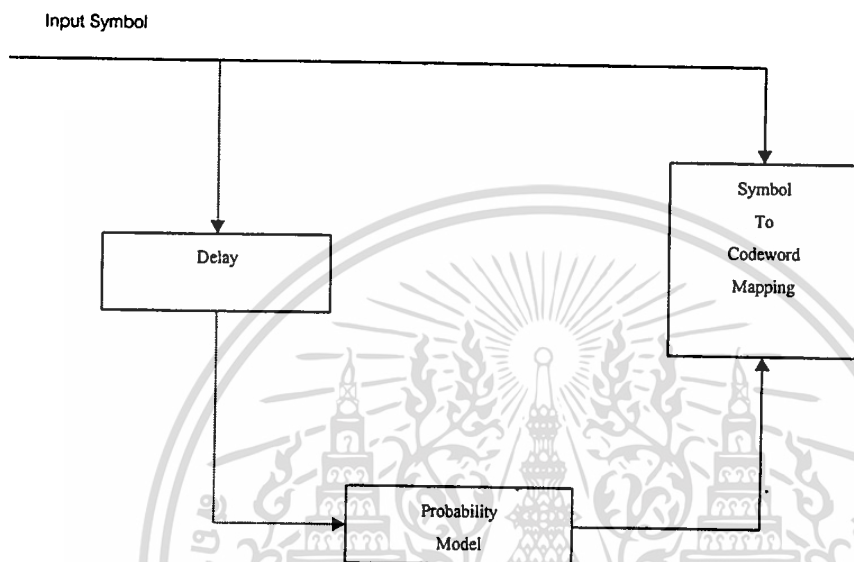 Input Symbol
Symbol
To
Codeword
Mapping
Delay
Probability
Model